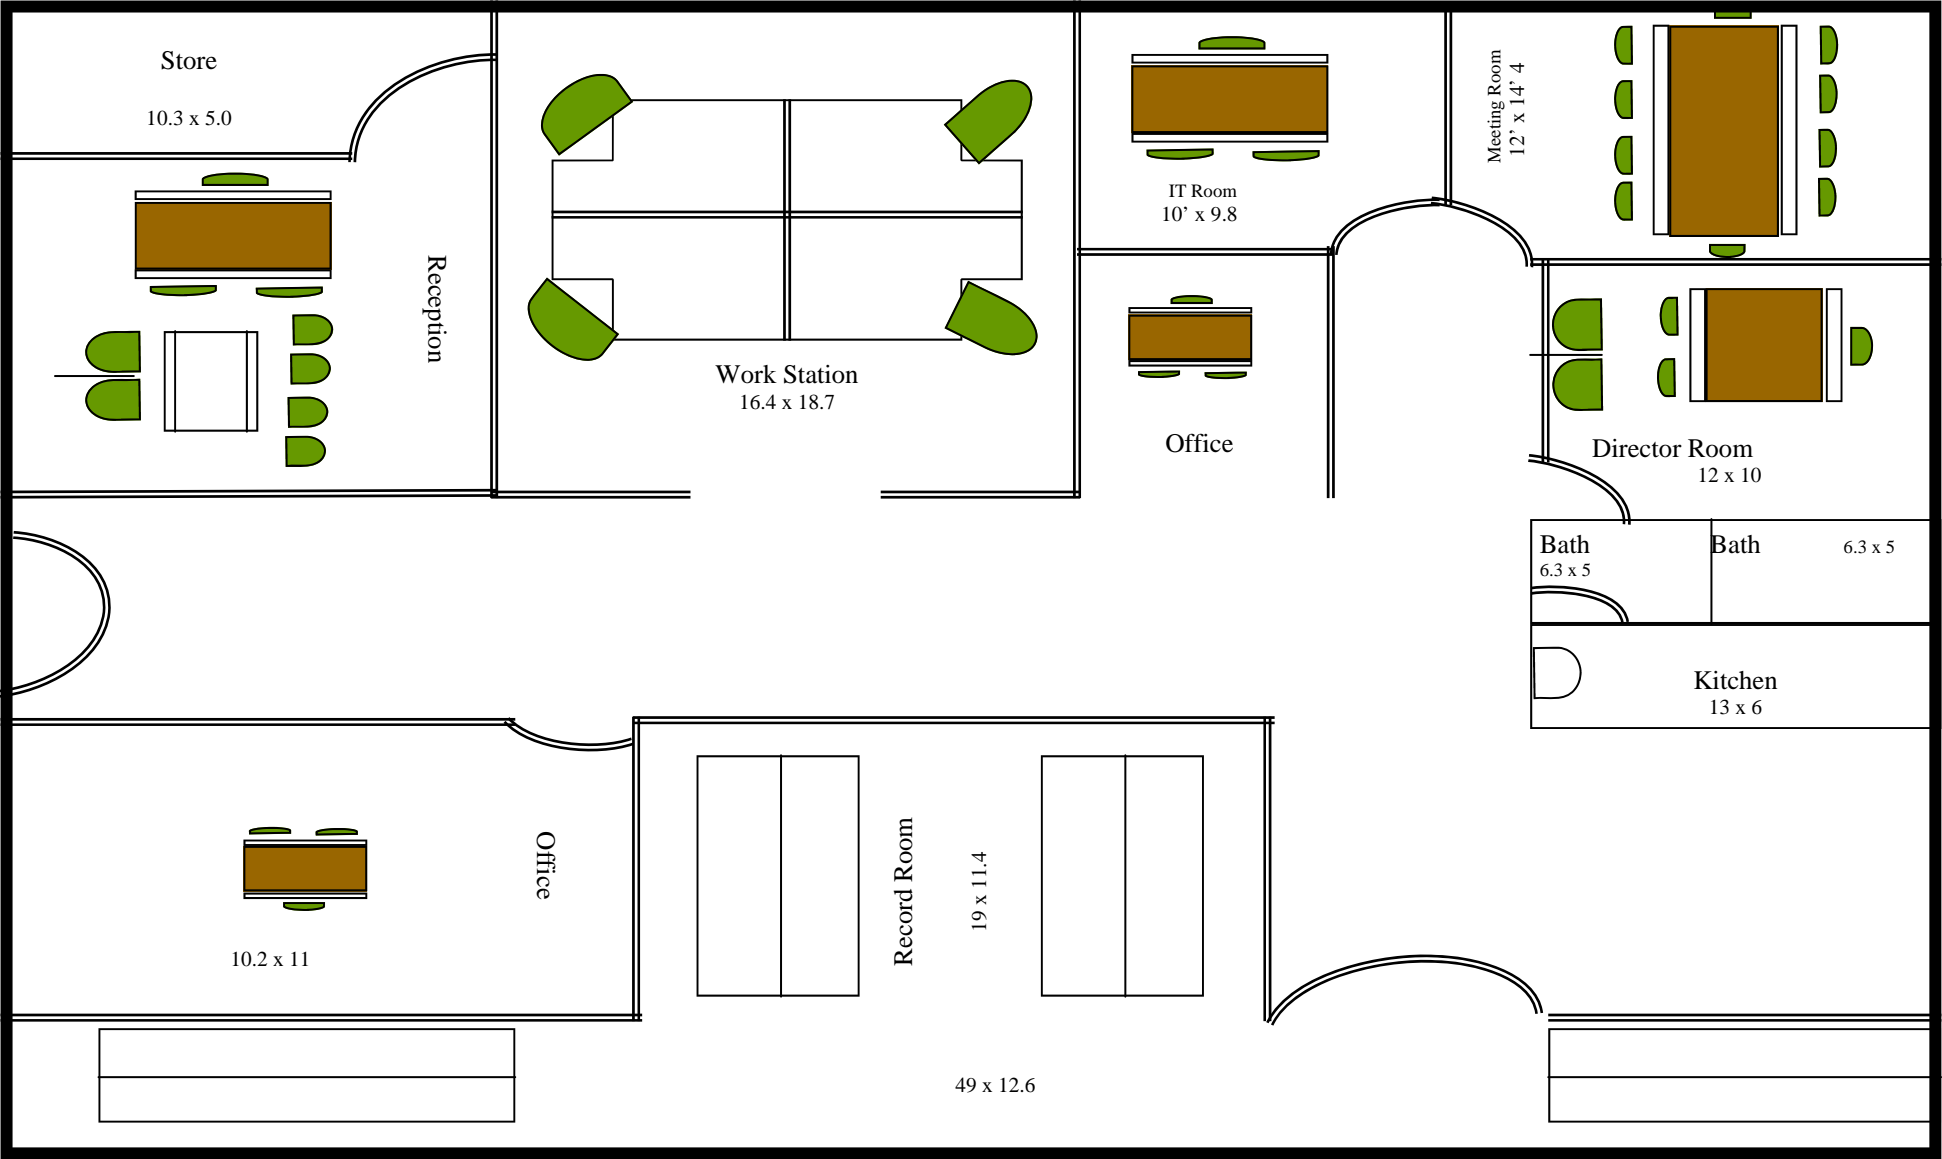 Store
10.3 x 5.0
Reception
Work Station
16.4 x 18.7
IT Room
10’ x 9.8
Meeting Room
12’ x 14’ 4
Office
Director Room
12 x 10
Bath
6.3 x 5
Bath 6.3 x 5
Kitchen
13 x 6
Office
10.2 x 11
Record Room
19 x 11.4
49 x 12.6